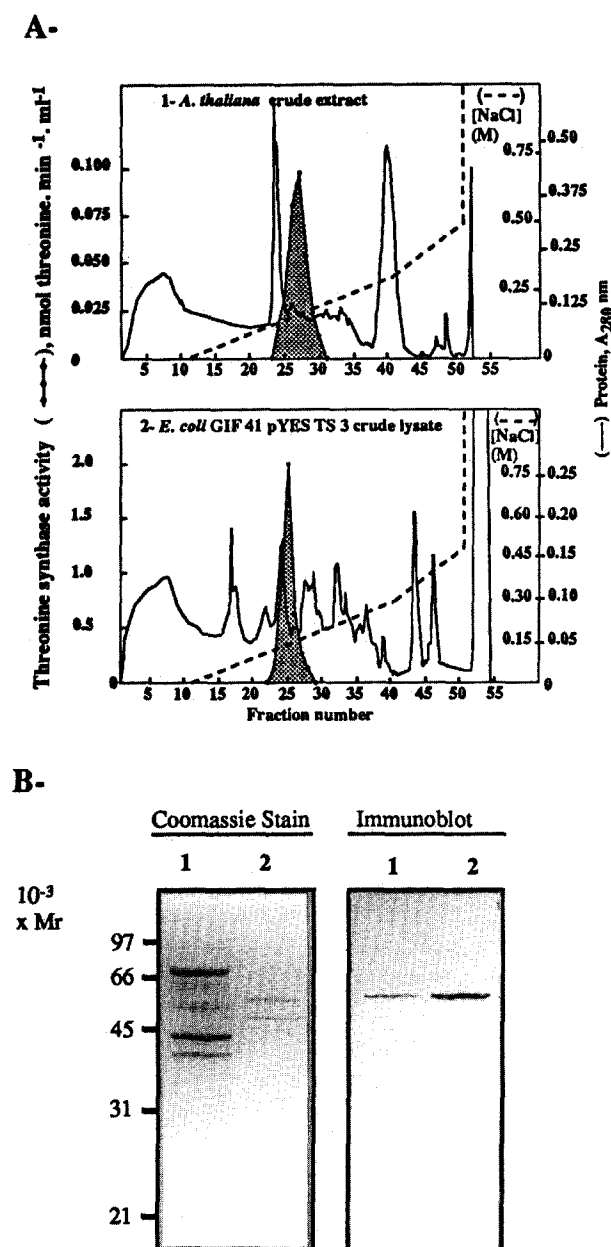 A-
1- A. thaliana crude extract
(---)
[NaCl]
(M)
0.100
0.075
0.050
0.025
0
0.75
0.50
0.25
0
0.50
0.375
0.25
0.125
0
5 10 15 20 25 30 35 40 45 50 55
2- E. coli GIF 41 pYES TS 3 crude lysate
(---)
[NaCl]
(M)
2.0
1.5
1.0
0.5
0
0.75
0.60
0.45
0.30
0.15
0
0.25
0.20
0.15
0.10
0.05
0
5 10 15 20 25 30 35 40 45 50 55
Fraction number
Threonine synthase activity ( ), nmol threonine. min -1. ml-1
(—) Protein, A280 nm
B-
Coomassie Stain Immunoblot
1 2 1 2
10-3
x Mr
97
66
45
31
21